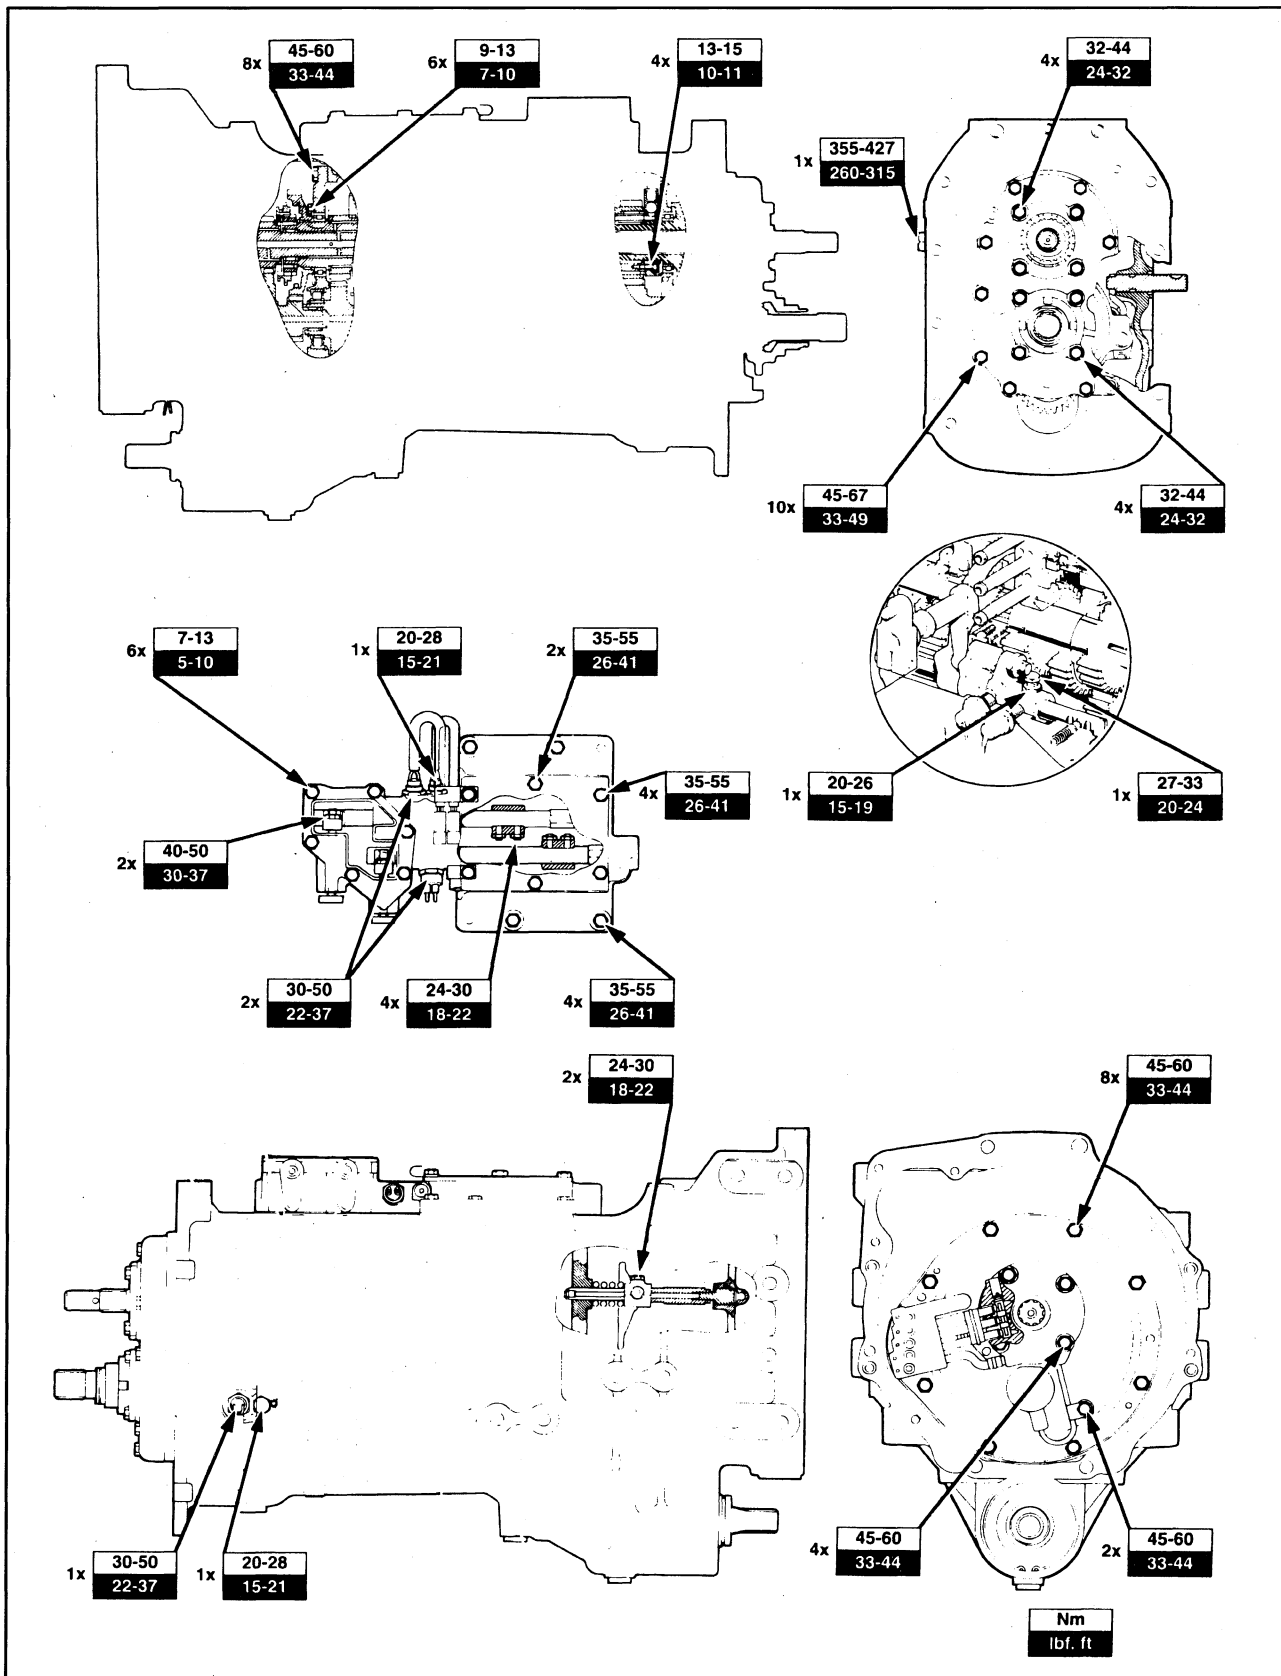 8x 45-60
33-44
6x 9-13
7-10
4x 13-15
10-11
4x 32-44
24-32
1x 355-427
260-315
10x 45-67
33-49
4x 32-44
24-32
6x 7-13
5-10
1x 20-28
15-21
2x 35-55
26-41
4x 35-55
26-41
2x 40-50
30-37
1x 20-26
15-19
1x 27-33
20-24
2x 30-50
22-37
4x 24-30
18-22
4x 35-55
26-41
2x 24-30
18-22
8x 45-60
33-44
1x 30-50
22-37
1x 20-28
15-21
4x 45-60
33-44
2x 45-60
33-44
Nm
lbf. ft